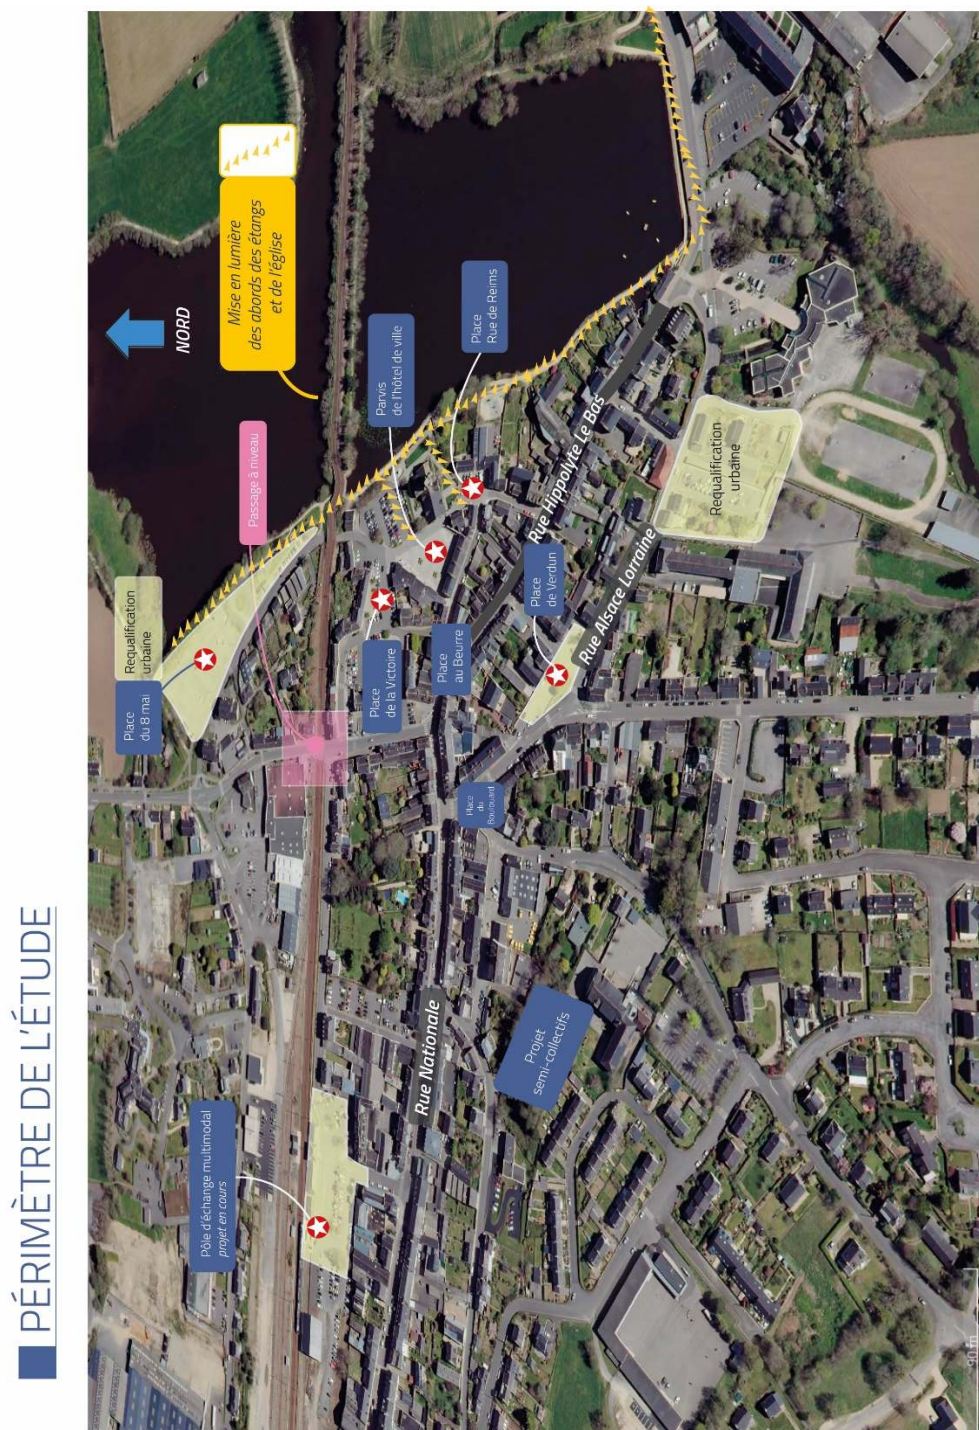 PÉRIMÈTRE DE L'ÉTUDE
Pôle d'échange multimodal
projet en cours
Place
du 8 mai
Requalification
urbaine
Passage à niveau
NORD
Mise en lumière
des abords des étangs
et de l'église
Place
de la Victoire
Parvis
de l'hôtel de ville
Place
au Beurre
Place
Rue de Reims
Rue Nationale
Place
du
Boulouard
Rue Hippolyte Le Bas
Place
de Verdun
Projet
semi-collectifs
Rue Alsace Lorraine
Requalification
urbaine